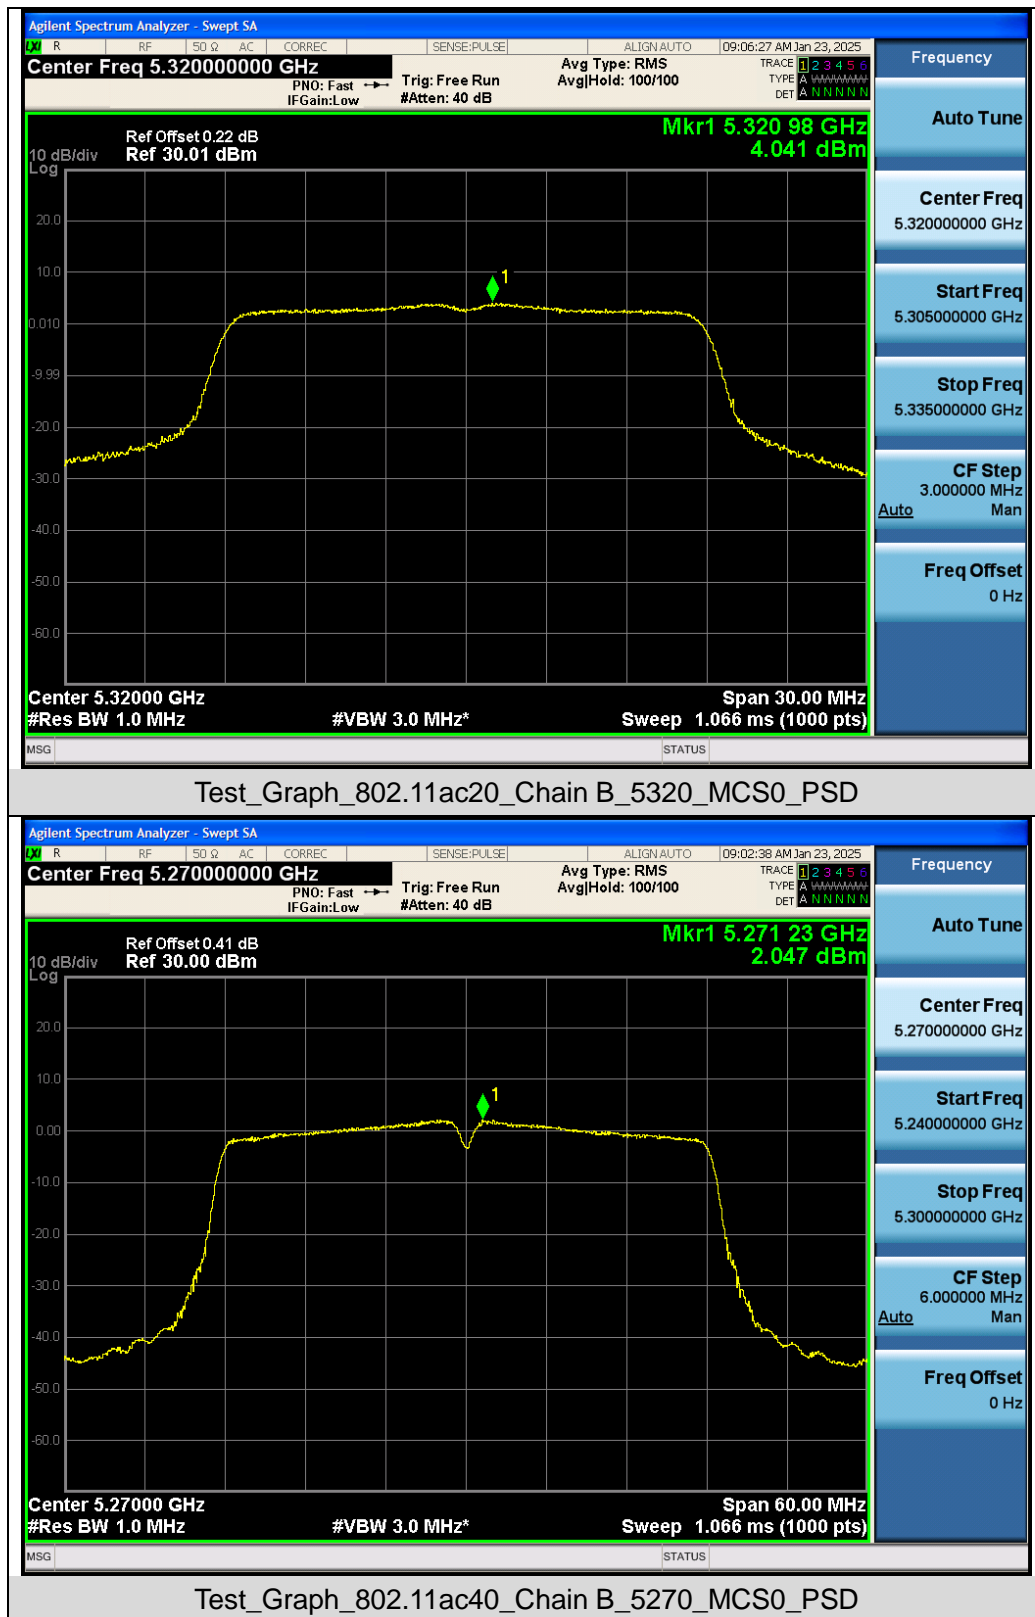 Agilent Spectrum Analyzer - Swept SA
LXI R RF 50 Ω AC CORREC SENSE:PULSE ALIGN AUTO 09:06:27 AM Jan 23, 2025
Center Freq 5.320000000 GHz
PNO: Fast
IFGain:Low
Trig: Free Run
#Atten: 40 dB
Avg Type: RMS
Avg|Hold: 100/100
TRACE 1 2 3 4 5 6
TYPE A WWWWW
DET A N N N N N
Frequency
Auto Tune
Mkr1 5.320 98 GHz
4.041 dBm
Ref Offset 0.22 dB
10 dB/div Ref 30.01 dBm
Log
20.0
10.0
0.010
-9.99
-20.0
-30.0
-40.0
-50.0
-60.0
1
Center Freq
5.320000000 GHz
Start Freq
5.305000000 GHz
Stop Freq
5.335000000 GHz
CF Step
3.000000 MHz
Auto Man
Freq Offset
0 Hz
Center 5.32000 GHz Span 30.00 MHz
#Res BW 1.0 MHz #VBW 3.0 MHz* Sweep 1.066 ms (1000 pts)
MSG STATUS
Test_Graph_802.11ac20_Chain B_5320_MCS0_PSD
Agilent Spectrum Analyzer - Swept SA
LXI R RF 50 Ω AC CORREC SENSE:PULSE ALIGN AUTO 09:02:38 AM Jan 23, 2025
Center Freq 5.270000000 GHz
PNO: Fast
IFGain:Low
Trig: Free Run
#Atten: 40 dB
Avg Type: RMS
Avg|Hold: 100/100
TRACE 1 2 3 4 5 6
TYPE A WWWWW
DET A N N N N N
Frequency
Auto Tune
Mkr1 5.271 23 GHz
2.047 dBm
Ref Offset 0.41 dB
10 dB/div Ref 30.00 dBm
Log
20.0
10.0
0.00
-10.0
-20.0
-30.0
-40.0
-50.0
-60.0
1
Center Freq
5.270000000 GHz
Start Freq
5.240000000 GHz
Stop Freq
5.300000000 GHz
CF Step
6.000000 MHz
Auto Man
Freq Offset
0 Hz
Center 5.27000 GHz Span 60.00 MHz
#Res BW 1.0 MHz #VBW 3.0 MHz* Sweep 1.066 ms (1000 pts)
MSG STATUS
Test_Graph_802.11ac40_Chain B_5270_MCS0_PSD